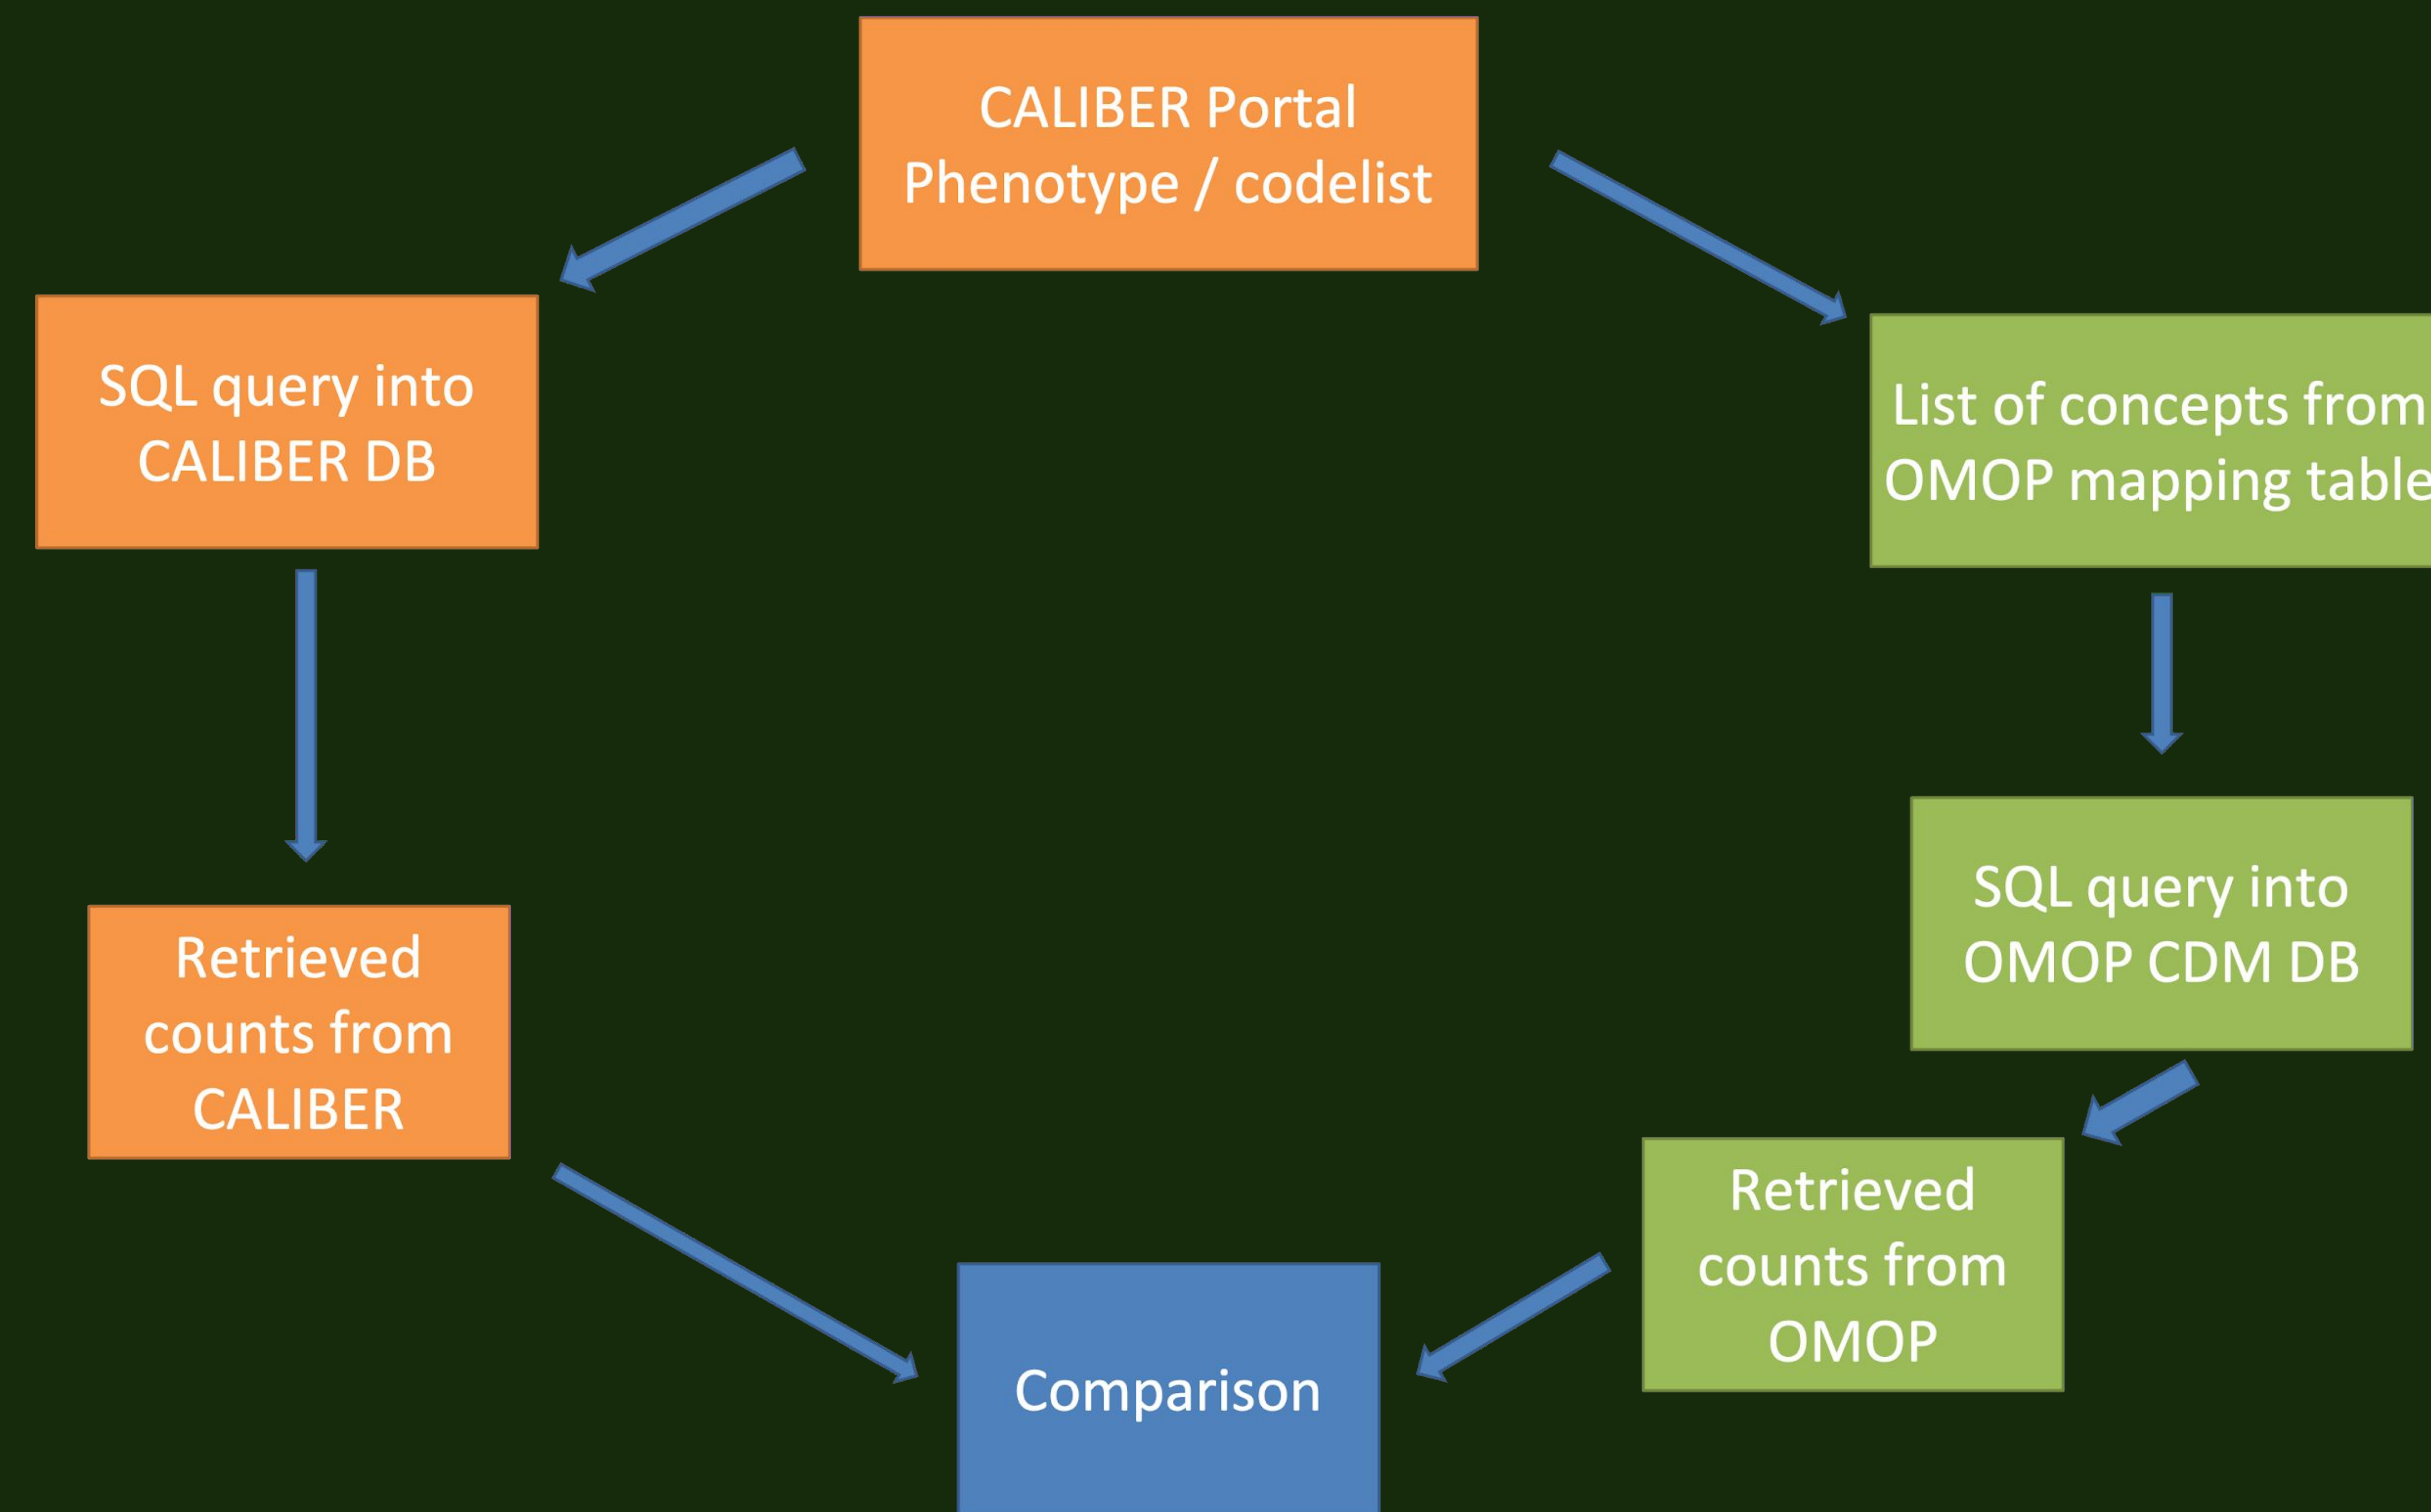 CALIBER Portal
Phenotype / codelist
SQL query into
CALIBER DB
List of concepts from
OMOP mapping table
SQL query into
OMOP CDM DB
Retrieved
counts from
CALIBER
Retrieved
counts from
OMOP
Comparison